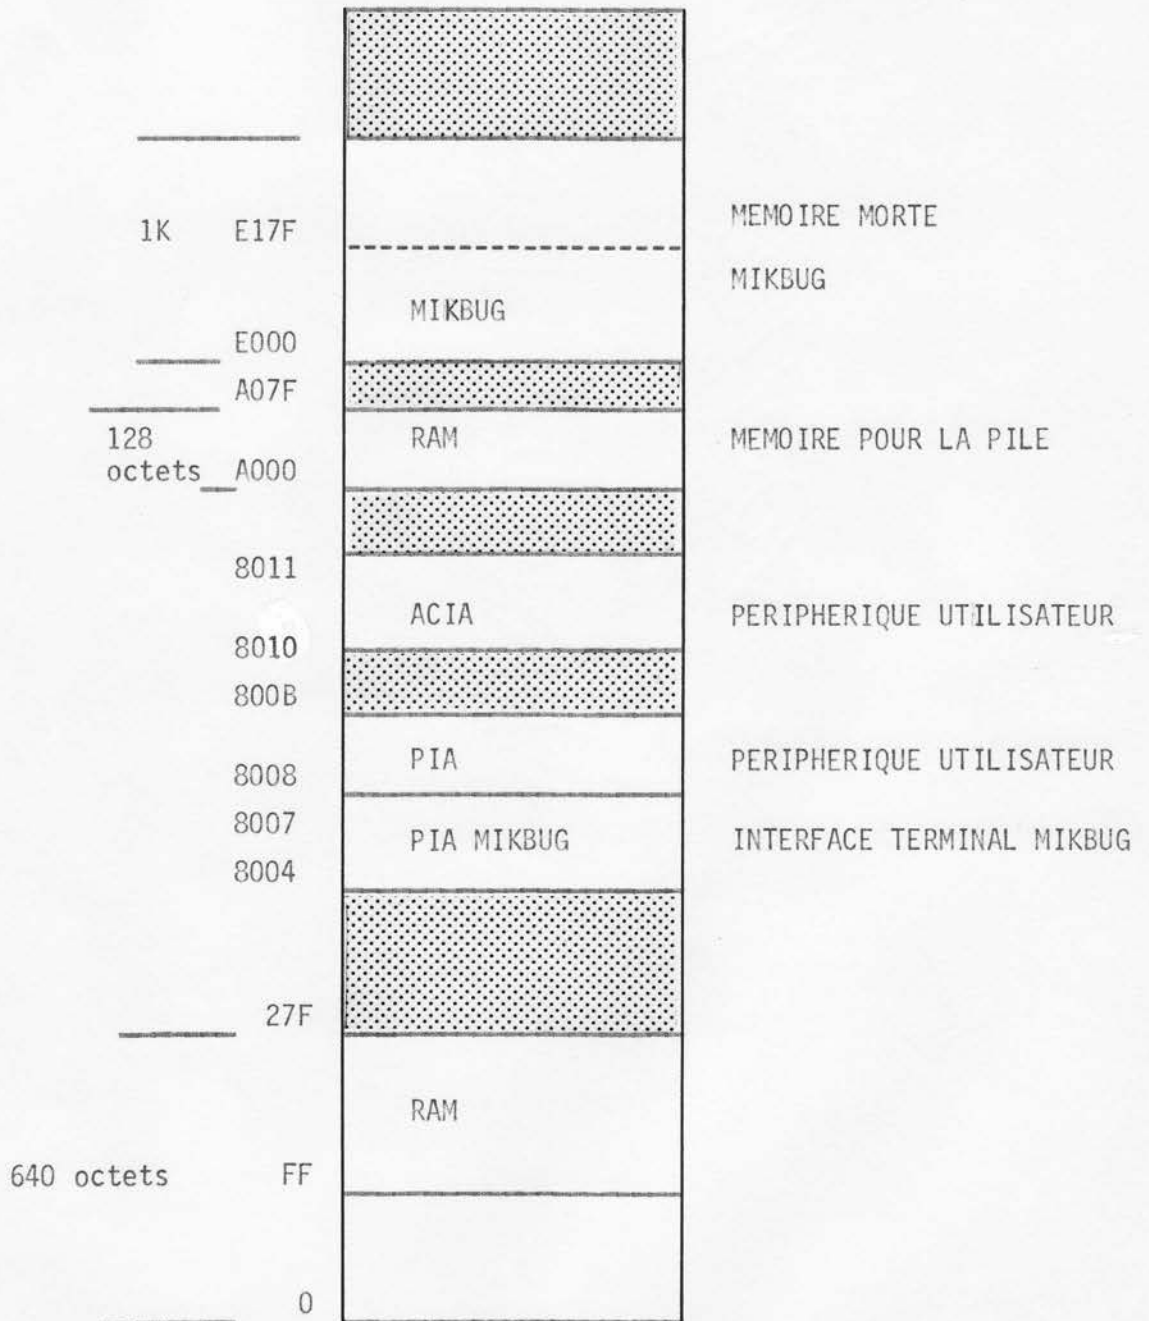 1K E17F
MEMOIRE MORTE
MIKBUG
MIKBUG
E000
A07F
128
octets A000
RAM
MEMOIRE POUR LA PILE
8011
ACIA
PERIPHERIQUE UTILISATEUR
8010
800B
PIA
PERIPHERIQUE UTILISATEUR
8008
8007
PIA MIKBUG
INTERFACE TERMINAL MIKBUG
8004
27F
RAM
640 octets FF
0